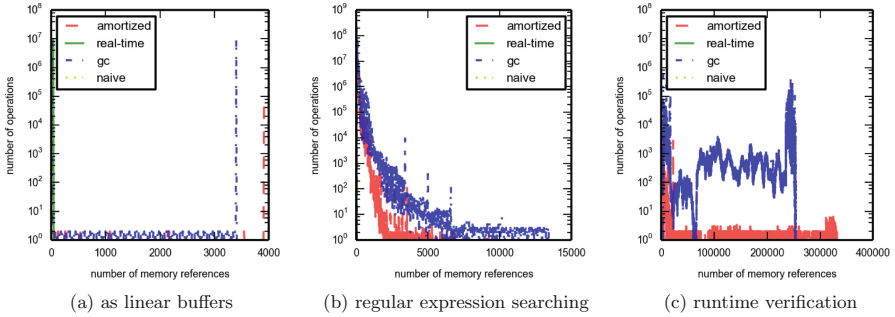 10^8
10^7
10^6
10^5
10^4
10^3
10^2
10^1
10^0
number of operations
amortized
real-time
gc
naive
0 1000 2000 3000 4000
number of memory references
(a) as linear buffers
10^9
10^8
10^7
10^6
10^5
10^4
10^3
10^2
10^1
10^0
number of operations
amortized
real-time
gc
naive
0 5000 10000 15000
number of memory references
(b) regular expression searching
10^8
10^7
10^6
10^5
10^4
10^3
10^2
10^1
10^0
number of operations
amortized
real-time
gc
naive
0 100000 200000 300000 400000
number of memory references
(c) runtime verification